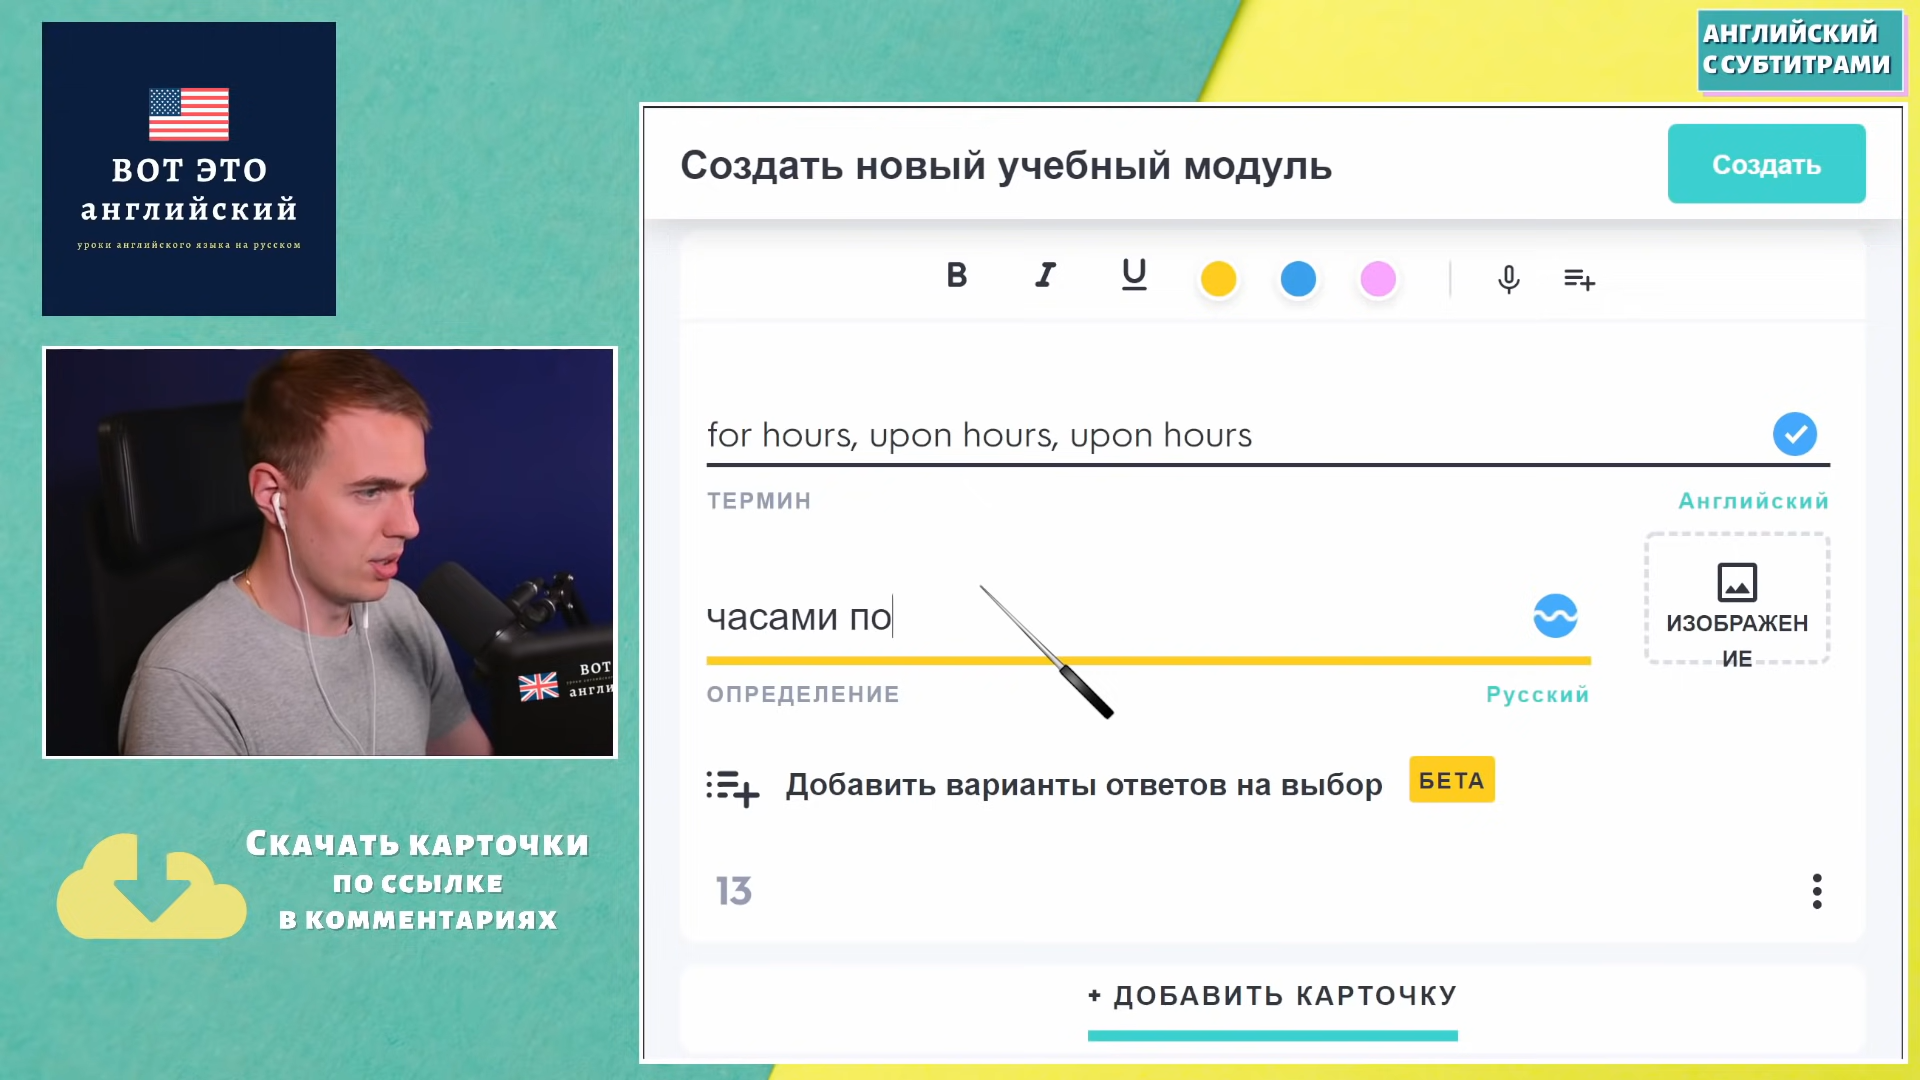 ВОТ ЭТО
английский
уроки английского языка на русском
АНГЛИЙСКИЙ
С СУБТИТРАМИ
Создать новый учебный модуль
Создать
B I U
for hours, upon hours, upon hours
ТЕРМИН
Английский
часами по
ИЗОБРАЖЕН
ИЕ
ОПРЕДЕЛЕНИЕ
Русский
Добавить варианты ответов на выбор
БЕТА
13
+ ДОБАВИТЬ КАРТОЧКУ
ВОТ
англи
Скачать карточки
по ссылке
в комментариях